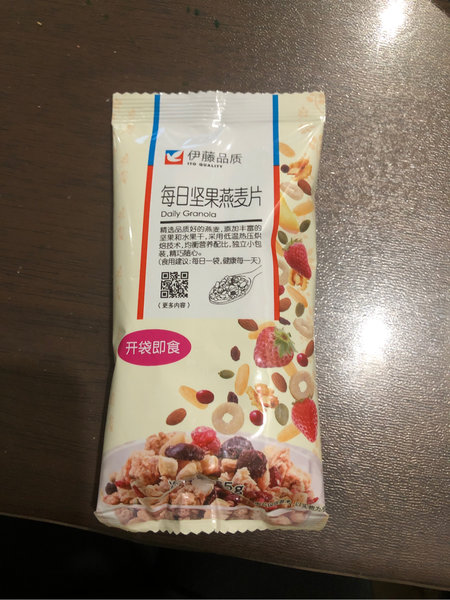 伊藤品质
ITO QUALITY
每日坚果燕麦片
Daily Granola
精选品质好的燕麦,添加丰富的
坚果和水果干,采用低温热压烘
焙技术,均衡营养配比,独立小包
装,精巧随心。
(食用建议:每日一袋,健康每一天)
(更多内容)
开袋即食
5g